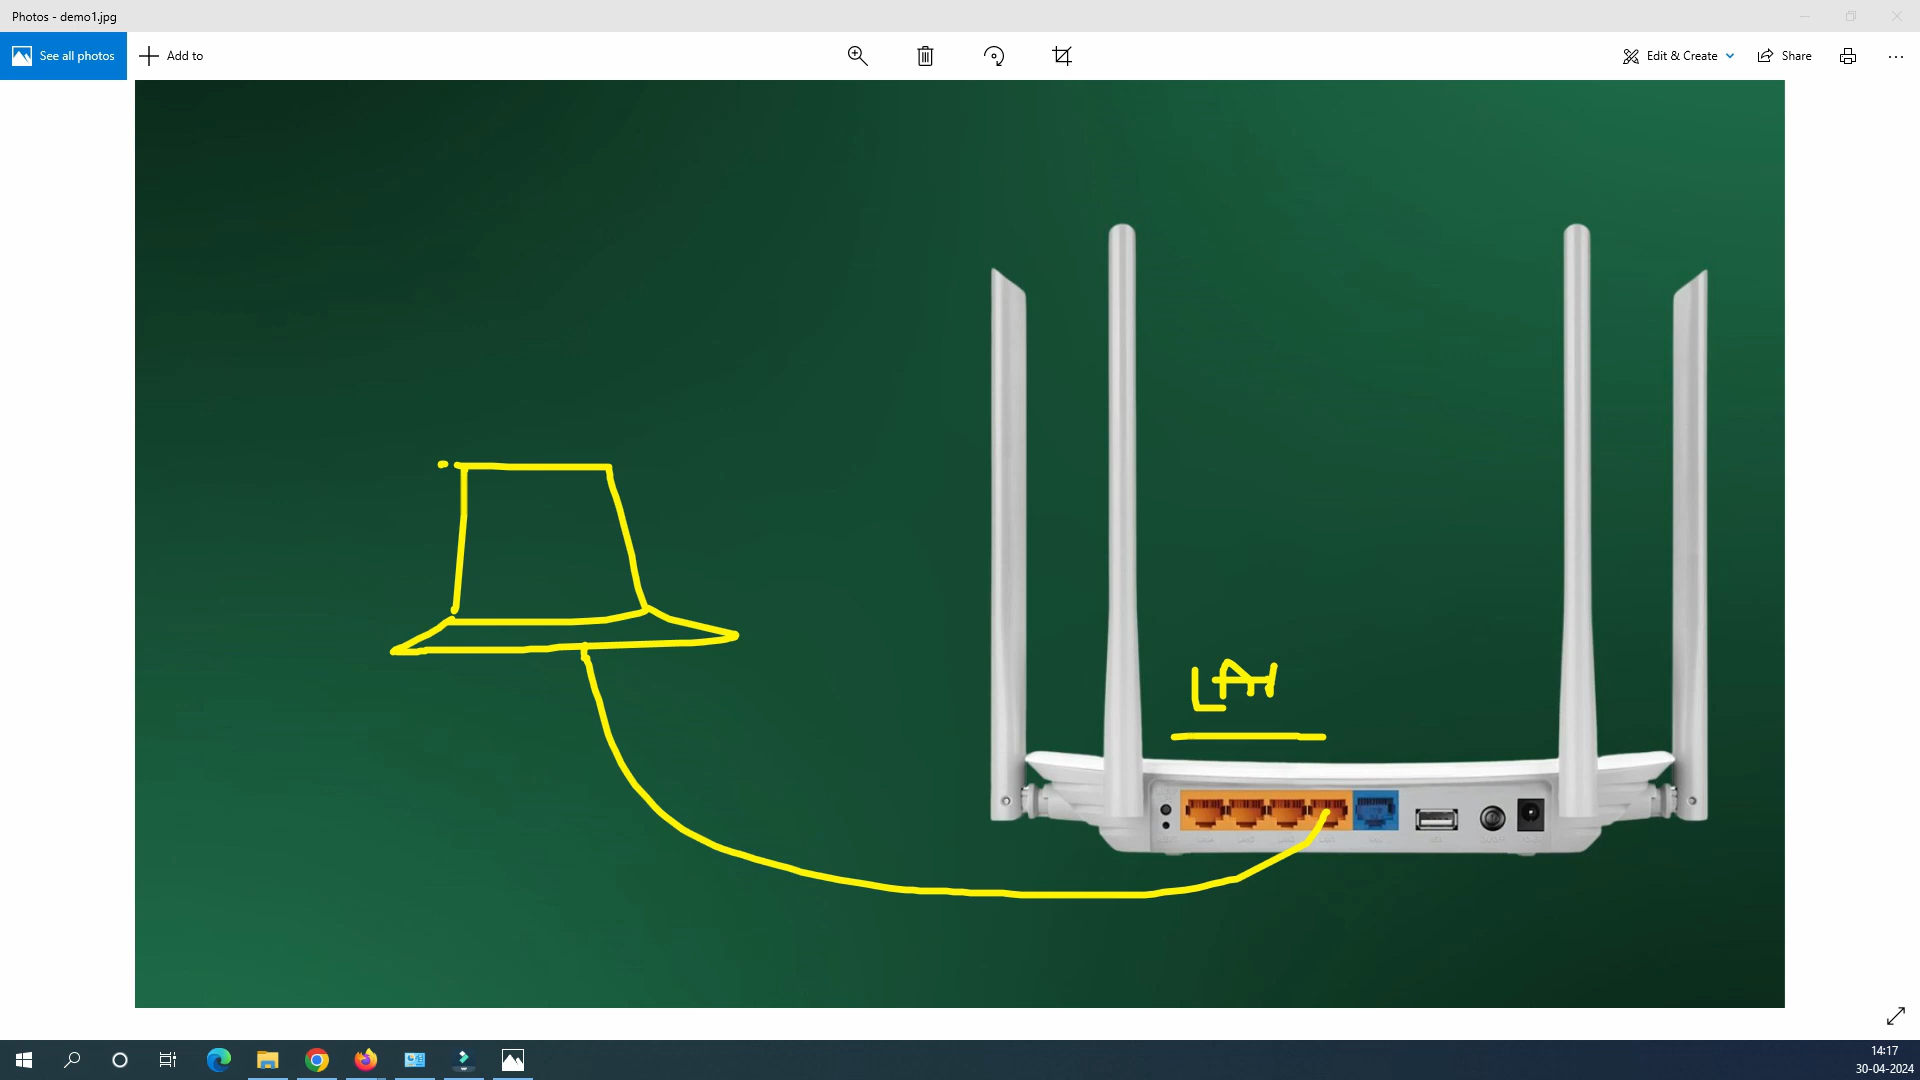 Photos - demo1.jpg
See all photos
Add to
Edit & Create
Share
LAN
14:17
30-04-2024